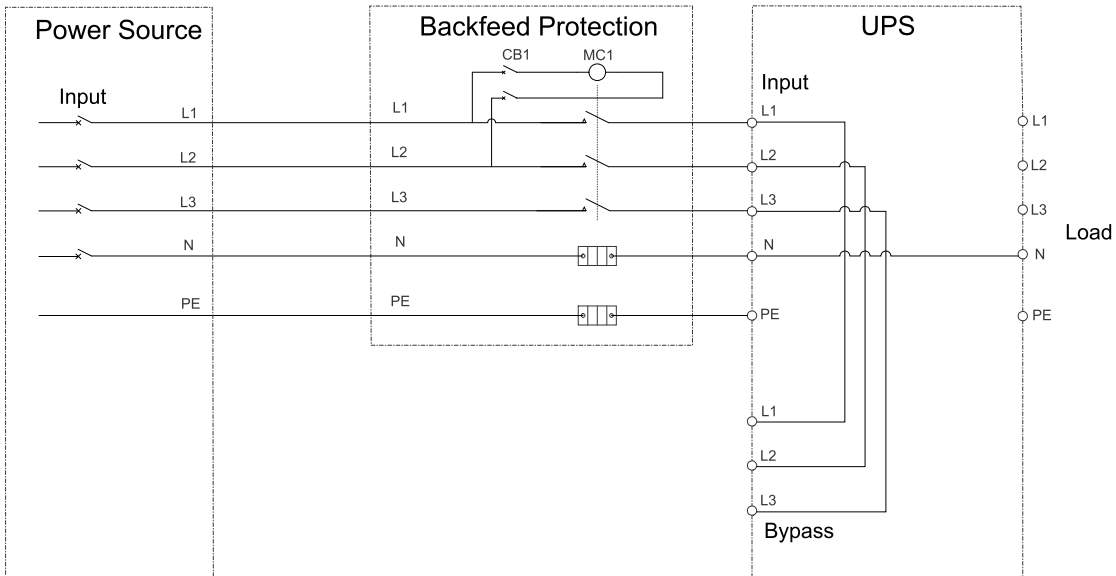 Power Source
Backfeed Protection
UPS
CB1
MC1
Input
Input
L1
L1
L1
L1
L2
L2
L2
L2
L3
L3
L3
L3
Load
N
N
N
N
PE
PE
PE
PE
L1
L2
L3
Bypass